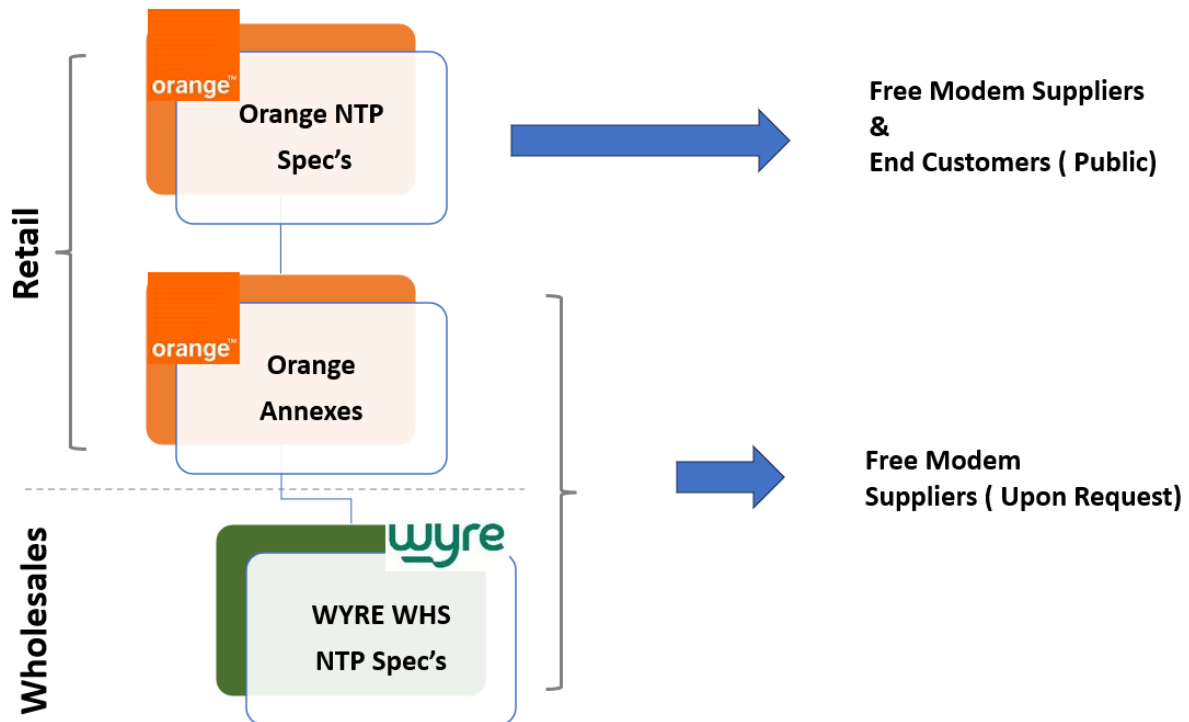 orange™
Orange NTP
Spec's
Free Modem Suppliers
&
End Customers ( Public)
Retail
orange™
Orange
Annexes
Free Modem
Suppliers ( Upon Request)
Wholesales
wyre
WYRE WHS
NTP Spec's